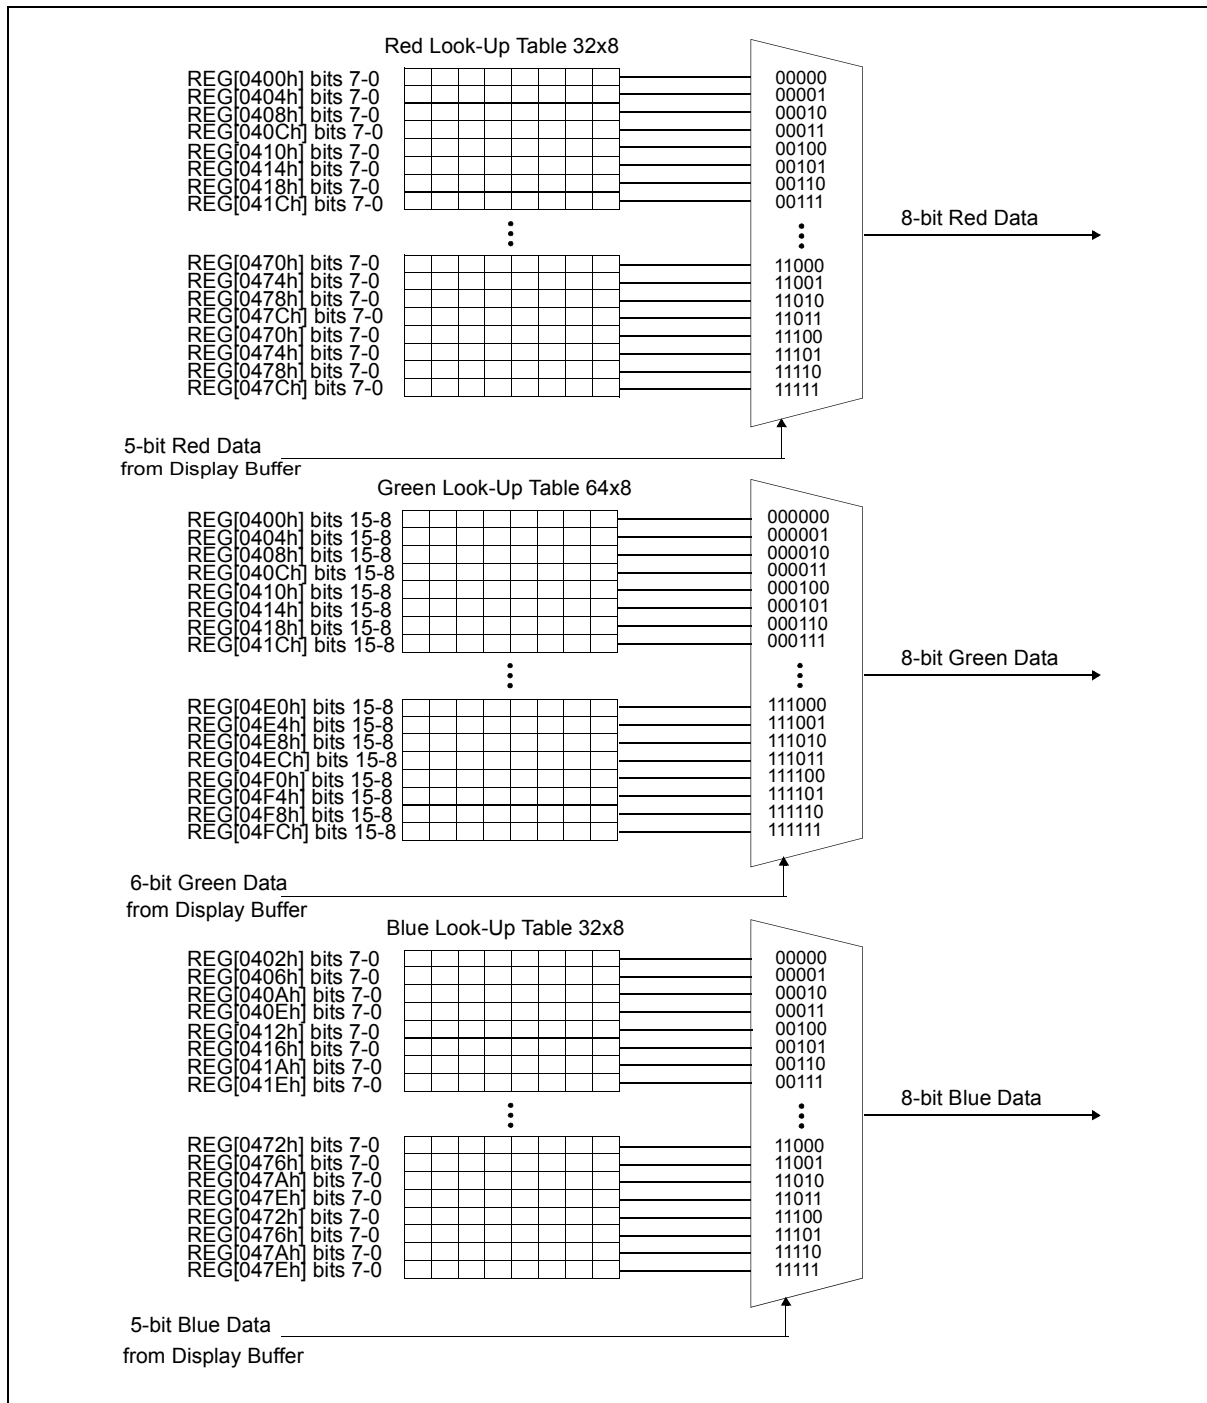 Red Look-Up Table 32x8
REG[0400h] bits 7-0 00000
REG[0404h] bits 7-0 00001
REG[0408h] bits 7-0 00010
REG[040Ch] bits 7-0 00011
REG[0410h] bits 7-0 00100
REG[0414h] bits 7-0 00101
REG[0418h] bits 7-0 00110
REG[041Ch] bits 7-0 00111
8-bit Red Data
REG[0470h] bits 7-0 11000
REG[0474h] bits 7-0 11001
REG[0478h] bits 7-0 11010
REG[047Ch] bits 7-0 11011
REG[0470h] bits 7-0 11100
REG[0474h] bits 7-0 11101
REG[0478h] bits 7-0 11110
REG[047Ch] bits 7-0 11111
5-bit Red Data
from Display Buffer
Green Look-Up Table 64x8
REG[0400h] bits 15-8 000000
REG[0404h] bits 15-8 000001
REG[0408h] bits 15-8 000010
REG[040Ch] bits 15-8 000011
REG[0410h] bits 15-8 000100
REG[0414h] bits 15-8 000101
REG[0418h] bits 15-8 000110
REG[041Ch] bits 15-8 000111
8-bit Green Data
REG[04E0h] bits 15-8 111000
REG[04E4h] bits 15-8 111001
REG[04E8h] bits 15-8 111010
REG[04ECh] bits 15-8 111011
REG[04F0h] bits 15-8 111100
REG[04F4h] bits 15-8 111101
REG[04F8h] bits 15-8 111110
REG[04FCh] bits 15-8 111111
6-bit Green Data
from Display Buffer
Blue Look-Up Table 32x8
REG[0402h] bits 7-0 00000
REG[0406h] bits 7-0 00001
REG[040Ah] bits 7-0 00010
REG[040Eh] bits 7-0 00011
REG[0412h] bits 7-0 00100
REG[0416h] bits 7-0 00101
REG[041Ah] bits 7-0 00110
REG[041Eh] bits 7-0 00111
8-bit Blue Data
REG[0472h] bits 7-0 11000
REG[0476h] bits 7-0 11001
REG[047Ah] bits 7-0 11010
REG[047Eh] bits 7-0 11011
REG[0472h] bits 7-0 11100
REG[0476h] bits 7-0 11101
REG[047Ah] bits 7-0 11110
REG[047Eh] bits 7-0 11111
5-bit Blue Data
from Display Buffer